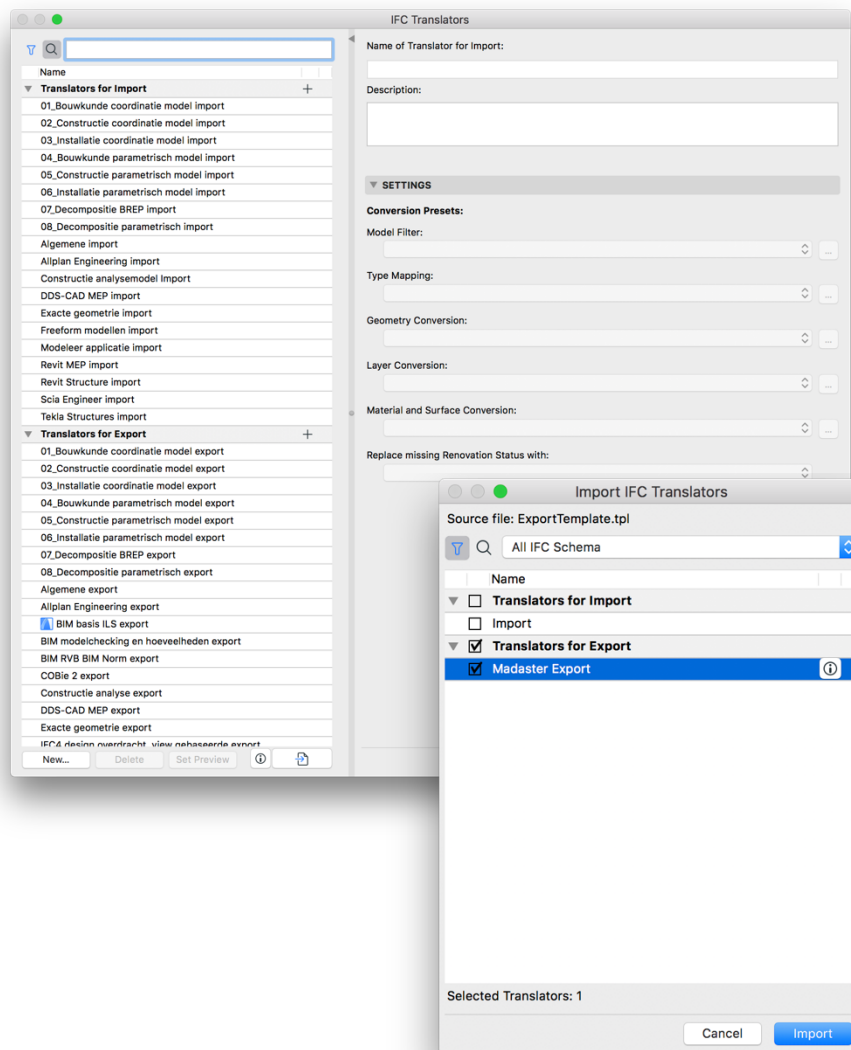 IFC Translators
Name
Translators for Import
01_Bouwkunde coordinatie model import
02_Constructie coordinatie model import
03_Installatie coordinatie model import
04_Bouwkunde parametrisch model import
05_Constructie parametrisch model import
06_Installatie parametrisch model import
07_Decompositie BREP import
08_Decompositie parametrisch import
Algemene import
Allplan Engineering import
Constructie analysemodel Import
DDS-CAD MEP import
Exacte geometrie import
Freeform modellen import
Modeleer applicatie import
Revit MEP import
Revit Structure import
Scia Engineer import
Tekla Structures import
Translators for Export
01_Bouwkunde coordinatie model export
02_Constructie coordinatie model export
03_Installatie coordinatie model export
04_Bouwkunde parametrisch model export
05_Constructie parametrisch model export
06_Installatie parametrisch model export
07_Decompositie BREP export
08_Decompositie parametrisch export
Algemene export
Allplan Engineering export
BIM basis ILS export
BIM modelchecking en hoeveelheden export
BIM RVB BIM Norm export
COBie 2 export
Constructie analyse export
DDS-CAD MEP export
Exacte geometrie export
IFC4 design overdracht view gebaseerde export
New... Delete Set Preview
Name of Translator for Import:
Description:
SETTINGS
Conversion Presets:
Model Filter:
...
Type Mapping:
...
Geometry Conversion:
...
Layer Conversion:
...
Material and Surface Conversion:
...
Replace missing Renovation Status with:
Import IFC Translators
Source file: ExportTemplate.tpl
All IFC Schema
Name
Translators for Import
Import
Translators for Export
Madaster Export
Selected Translators: 1
Cancel Import